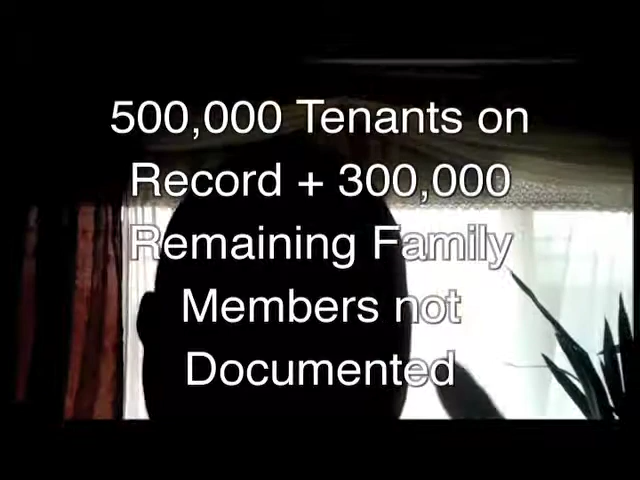 500,000 Tenants on
Record + 300,000
Remaining Family
Members not
Documented